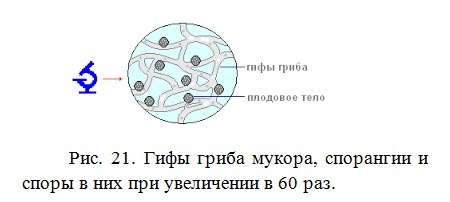 гифы гриба
плодовое тело
Рис. 21. Гифы гриба мукора, спорангии и
споры в них при увеличении в 60 раз.